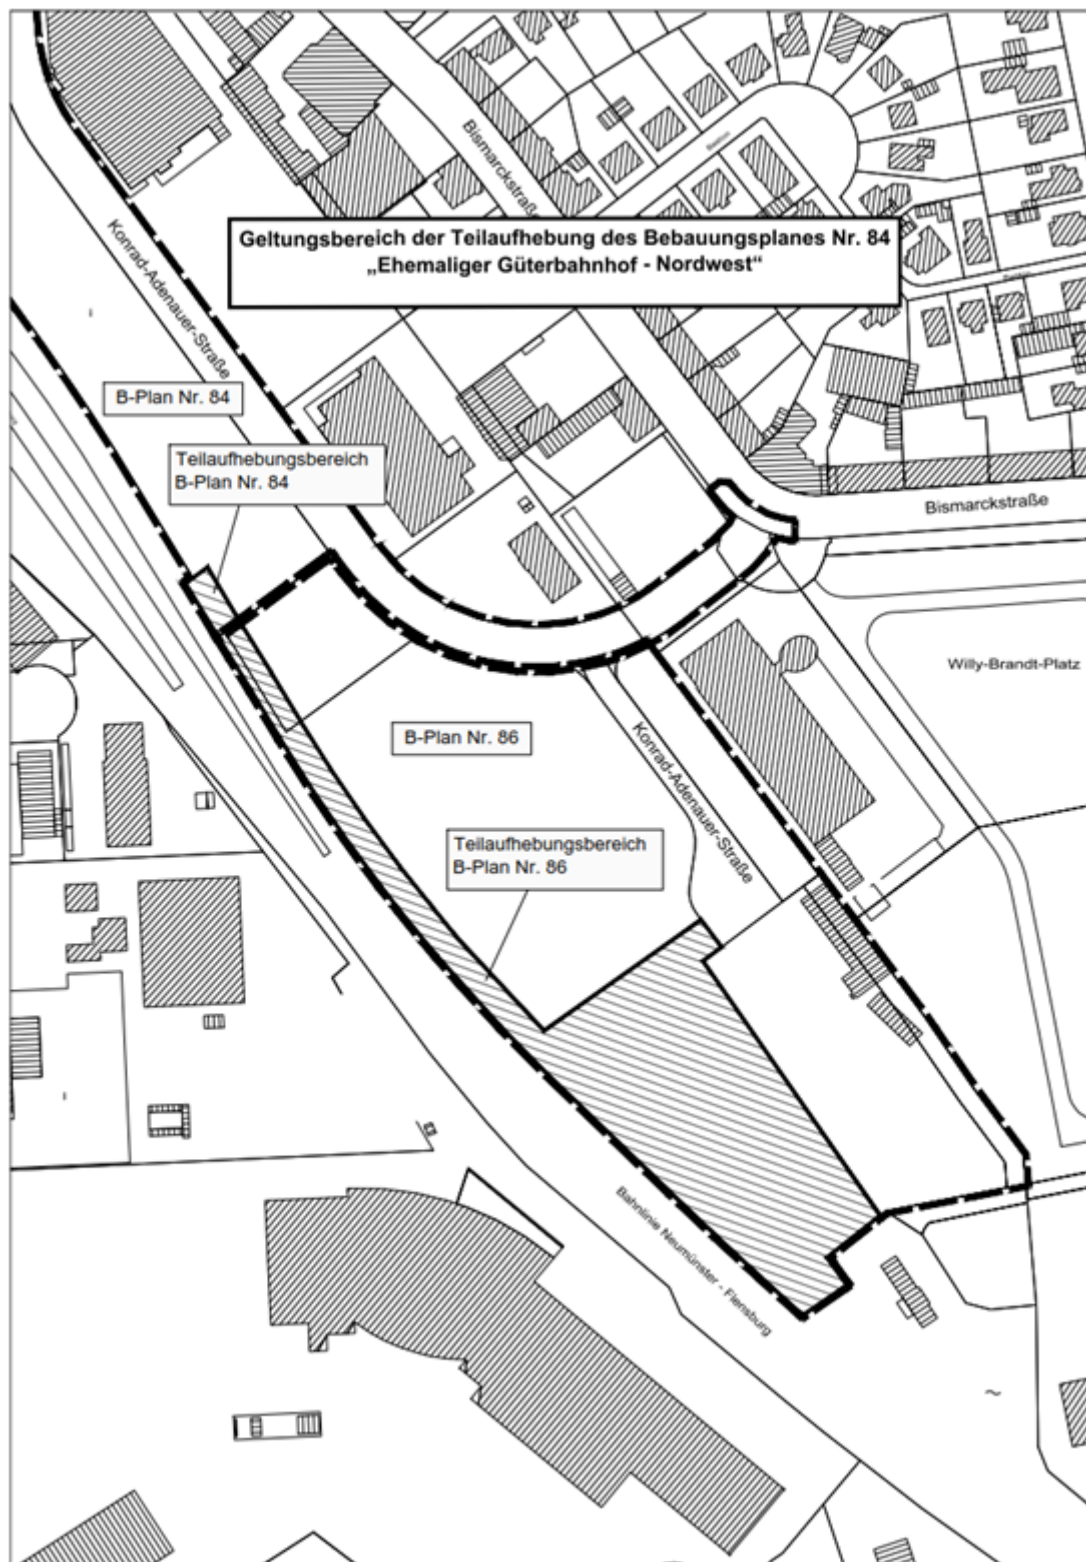 Bismarckstraße
Konrad-Adenauer-Straße
Geltungsbereich der Teilaufhebung des Bebauungsplanes Nr. 84
„Ehemaliger Güterbahnhof - Nordwest“
B-Plan Nr. 84
Teilaufhebungsbereich
B-Plan Nr. 84
Bismarckstraße
Willy-Brandt-Platz
B-Plan Nr. 86
Konrad-Adenauer-Straße
Teilaufhebungsbereich
B-Plan Nr. 86
Bahnlinie Neumünster - Flensburg